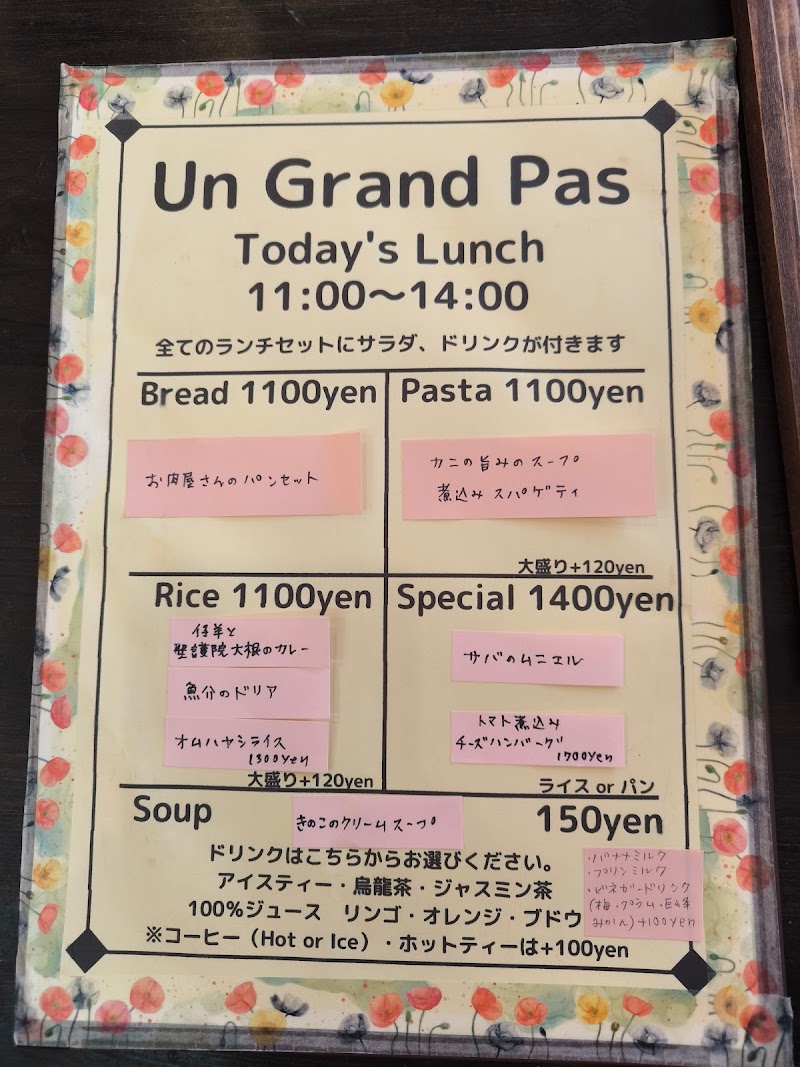 Un Grand Pas
Today's Lunch
11:00〜14:00
全てのランチセットにサラダ、ドリンクが付きます
Bread 1100yen
お肉屋さんのパンセット
Pasta 1100yen
カニの旨みのスープ
煮込みスパゲティ
大盛り+120yen
Rice 1100yen
仔羊と
聖護院大根のカレー
魚介のドリア
オムハヤシライス
1300yen
大盛り+120yen
Special 1400yen
サバのムニエル
トマト煮込み
チーズハンバーグ
1700yen
ライス or パン
Soup
きのこのクリームスープ
150yen
ドリンクはこちらからお選びください。
アイスティー・烏龍茶・ジャスミン茶
100%ジュース リンゴ・オレンジ・ブドウ
※コーヒー（Hot or Ice）・ホットティーは+100yen
・バナナミルク
・プリンミルク
・ビネガードリンク
(梅・プラム・巨峰
みかん)+100yen